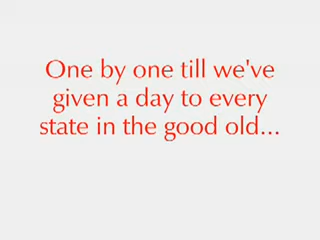 One by one till we've
given a day to every
state in the good old...